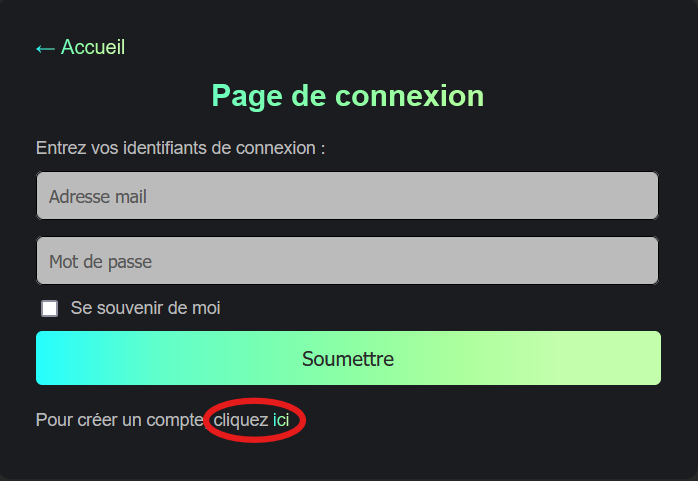 ← Accueil
Page de connexion
Entrez vos identifiants de connexion :
Adresse mail
Mot de passe
Se souvenir de moi
Soumettre
Pour créer un compte, cliquez ici